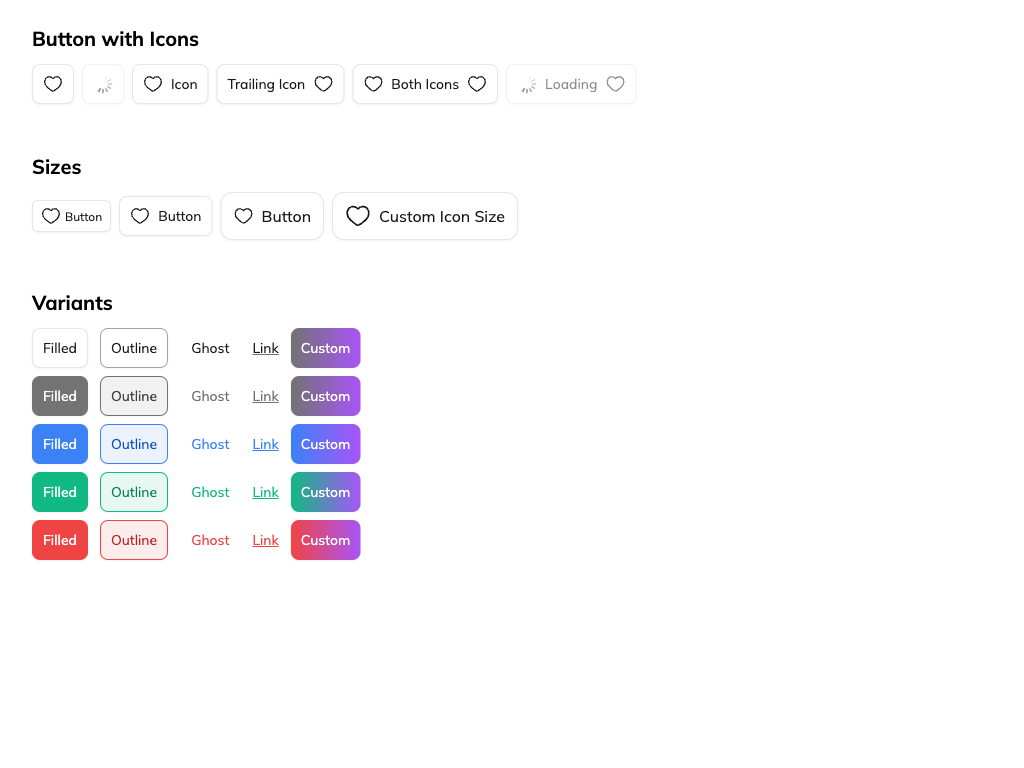 Button with Icons
Icon Trailing Icon Both Icons Loading
Sizes
Button Button Button Custom Icon Size
Variants
Filled Outline Ghost Link Custom
Filled Outline Ghost Link Custom
Filled Outline Ghost Link Custom
Filled Outline Ghost Link Custom
Filled Outline Ghost Link Custom